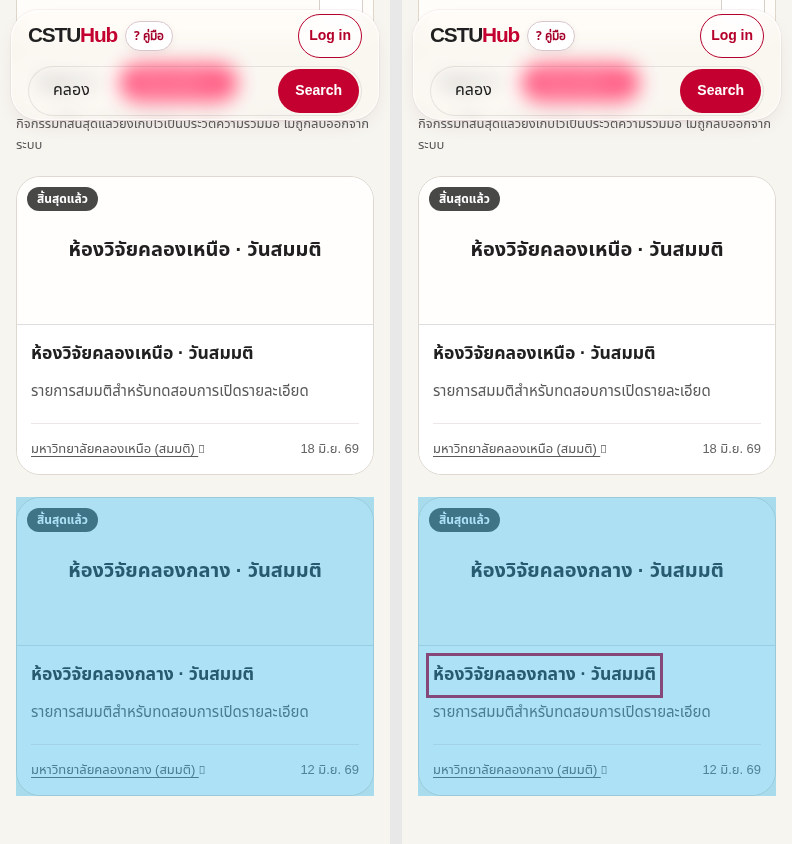 CSTUHub ? คู่มือ Log in
คลอง Search
กิจกรรมที่สิ้นสุดแล้วยังเก็บไว้เป็นประวัติความร่วมมือ ไม่ถูกลบออกจาก
ระบบ
สิ้นสุดแล้ว
ห้องวิจัยคลองเหนือ · วันสมมติ
ห้องวิจัยคลองเหนือ · วันสมมติ
รายการสมมติสำหรับทดสอบการเปิดรายละเอียด
มหาวิทยาลัยคลองเหนือ (สมมติ) 18 มิ.ย. 69
สิ้นสุดแล้ว
ห้องวิจัยคลองกลาง · วันสมมติ
ห้องวิจัยคลองกลาง · วันสมมติ
รายการสมมติสำหรับทดสอบการเปิดรายละเอียด
มหาวิทยาลัยคลองกลาง (สมมติ) 12 มิ.ย. 69
CSTUHub ? คู่มือ Log in
คลอง Search
กิจกรรมที่สิ้นสุดแล้วยังเก็บไว้เป็นประวัติความร่วมมือ ไม่ถูกลบออกจาก
ระบบ
สิ้นสุดแล้ว
ห้องวิจัยคลองเหนือ · วันสมมติ
ห้องวิจัยคลองเหนือ · วันสมมติ
รายการสมมติสำหรับทดสอบการเปิดรายละเอียด
มหาวิทยาลัยคลองเหนือ (สมมติ) 18 มิ.ย. 69
สิ้นสุดแล้ว
ห้องวิจัยคลองกลาง · วันสมมติ
ห้องวิจัยคลองกลาง · วันสมมติ
รายการสมมติสำหรับทดสอบการเปิดรายละเอียด
มหาวิทยาลัยคลองกลาง (สมมติ) 12 มิ.ย. 69